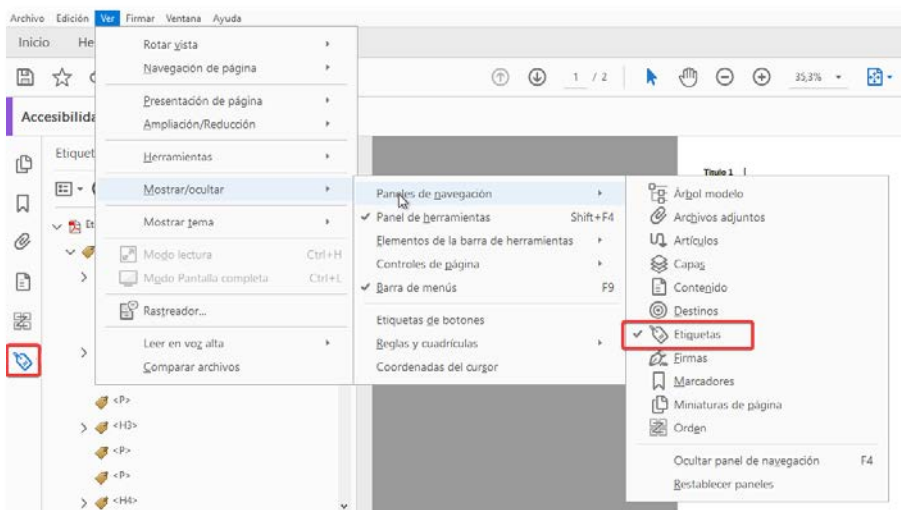 Archivo Edición Ver Firmar Ventana Ayuda
Inicio He
1 / 2 35,3%
Accesibilida
Etiquet
Et
Rotar vista
Navegación de página
Presentación de página
Ampliación/Reducción
Herramientas
Mostrar/ocultar
Mostrar tema
Modo lectura Ctrl+H
Modo Pantalla completa Ctrl+L
Rastreador...
Leer en voz alta
Comparar archivos
<P>
<H3>
<P>
<P>
<H4>
Titulo 1
Paneles de navegación
Panel de herramientas Shift+F4
Elementos de la barra de herramientas
Controles de página
Barra de menús F9
Etiquetas de botones
Reglas y cuadrículas
Coordenadas del cursor
Árbol modelo
Archivos adjuntos
Artículos
Capas
Contenido
Destinos
Etiquetas
Firmas
Marcadores
Miniaturas de página
Orden
Ocultar panel de navegación F4
Restablecer paneles